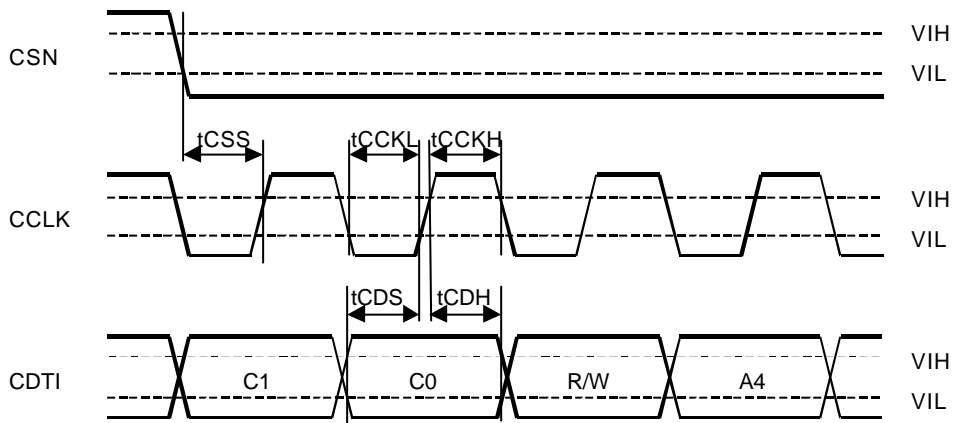 VIH
CSN
VIL
tCSS tCCKL tCCKH
VIH
CCLK
VIL
tCDS tCDH
VIH
CDTI C1 C0 R/W A4
VIL